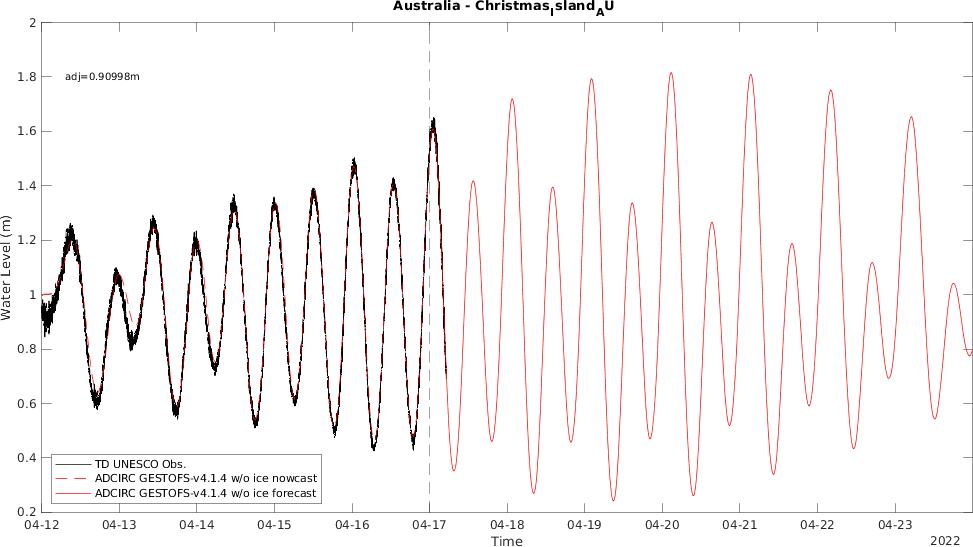 Australia - ChristmasIslandAU
2
1.8
adj=0.90998m
1.6
1.4
1.2
1
0.8
0.6
0.4
0.2
Water Level (m)
TD UNESCO Obs.
ADCIRC GESTOFS-v4.1.4 w/o ice nowcast
ADCIRC GESTOFS-v4.1.4 w/o ice forecast
04-12 04-13 04-14 04-15 04-16 04-17 04-18 04-19 04-20 04-21 04-22 04-23
Time
2022